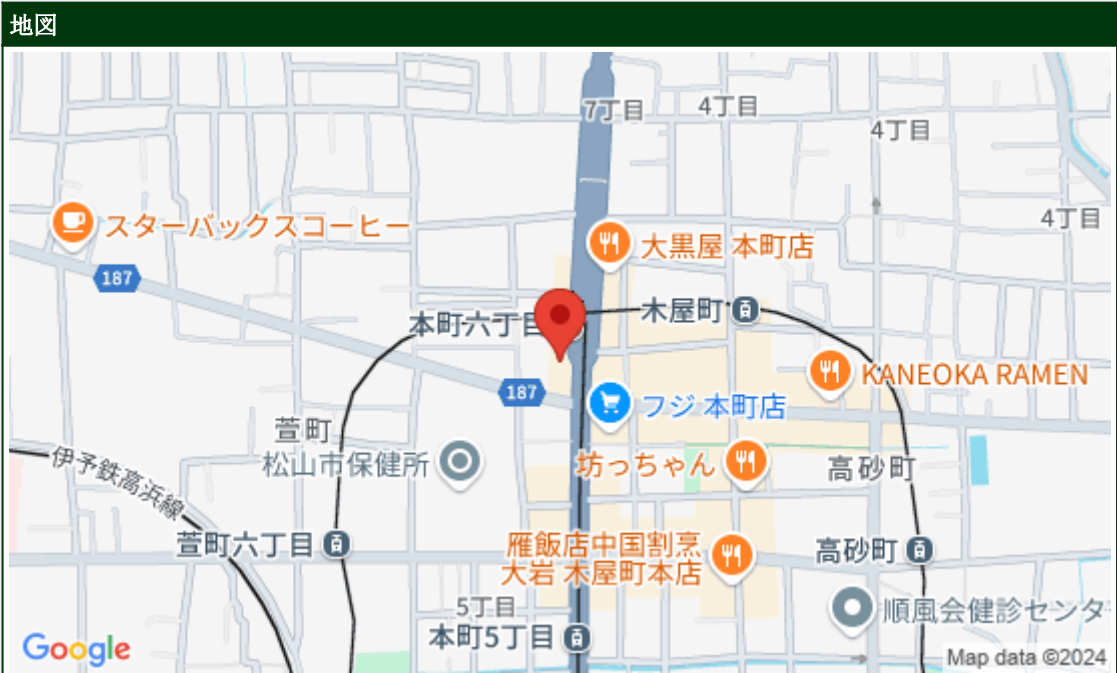 地図
7丁目
4丁目
4丁目
4丁目
スターバックスコーヒー
大黒屋 本町店
187
木屋町
本町六丁目
KANEOKA RAMEN
187
フジ 本町店
萱町
松山市保健所
坊っちゃん
高砂町
伊予鉄高浜線
萱町六丁目
雁飯店中国割烹
大岩 木屋町本店
高砂町
5丁目
順風会健診センタ
本町5丁目
Google
Map data ©2024